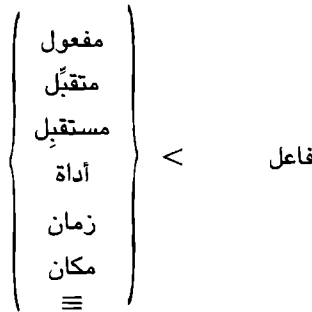 مفعول
متقبِّل
مستقبِل
فاعل > أداة
زمان
مكان
≡